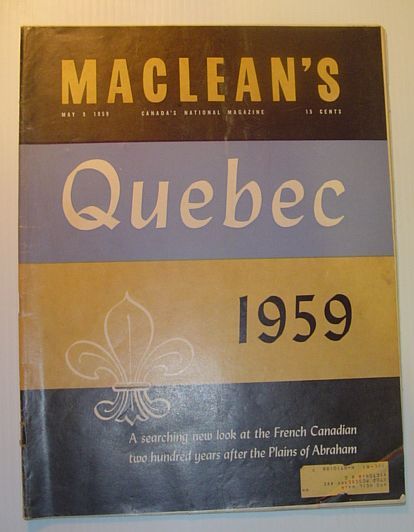 MACLEAN'S
MAY 9 1959 CANADA'S NATIONAL MAGAZINE 15 CENTS
Quebec
1959
A searching new look at the French Canadian
two hundred years after the Plains of Abraham